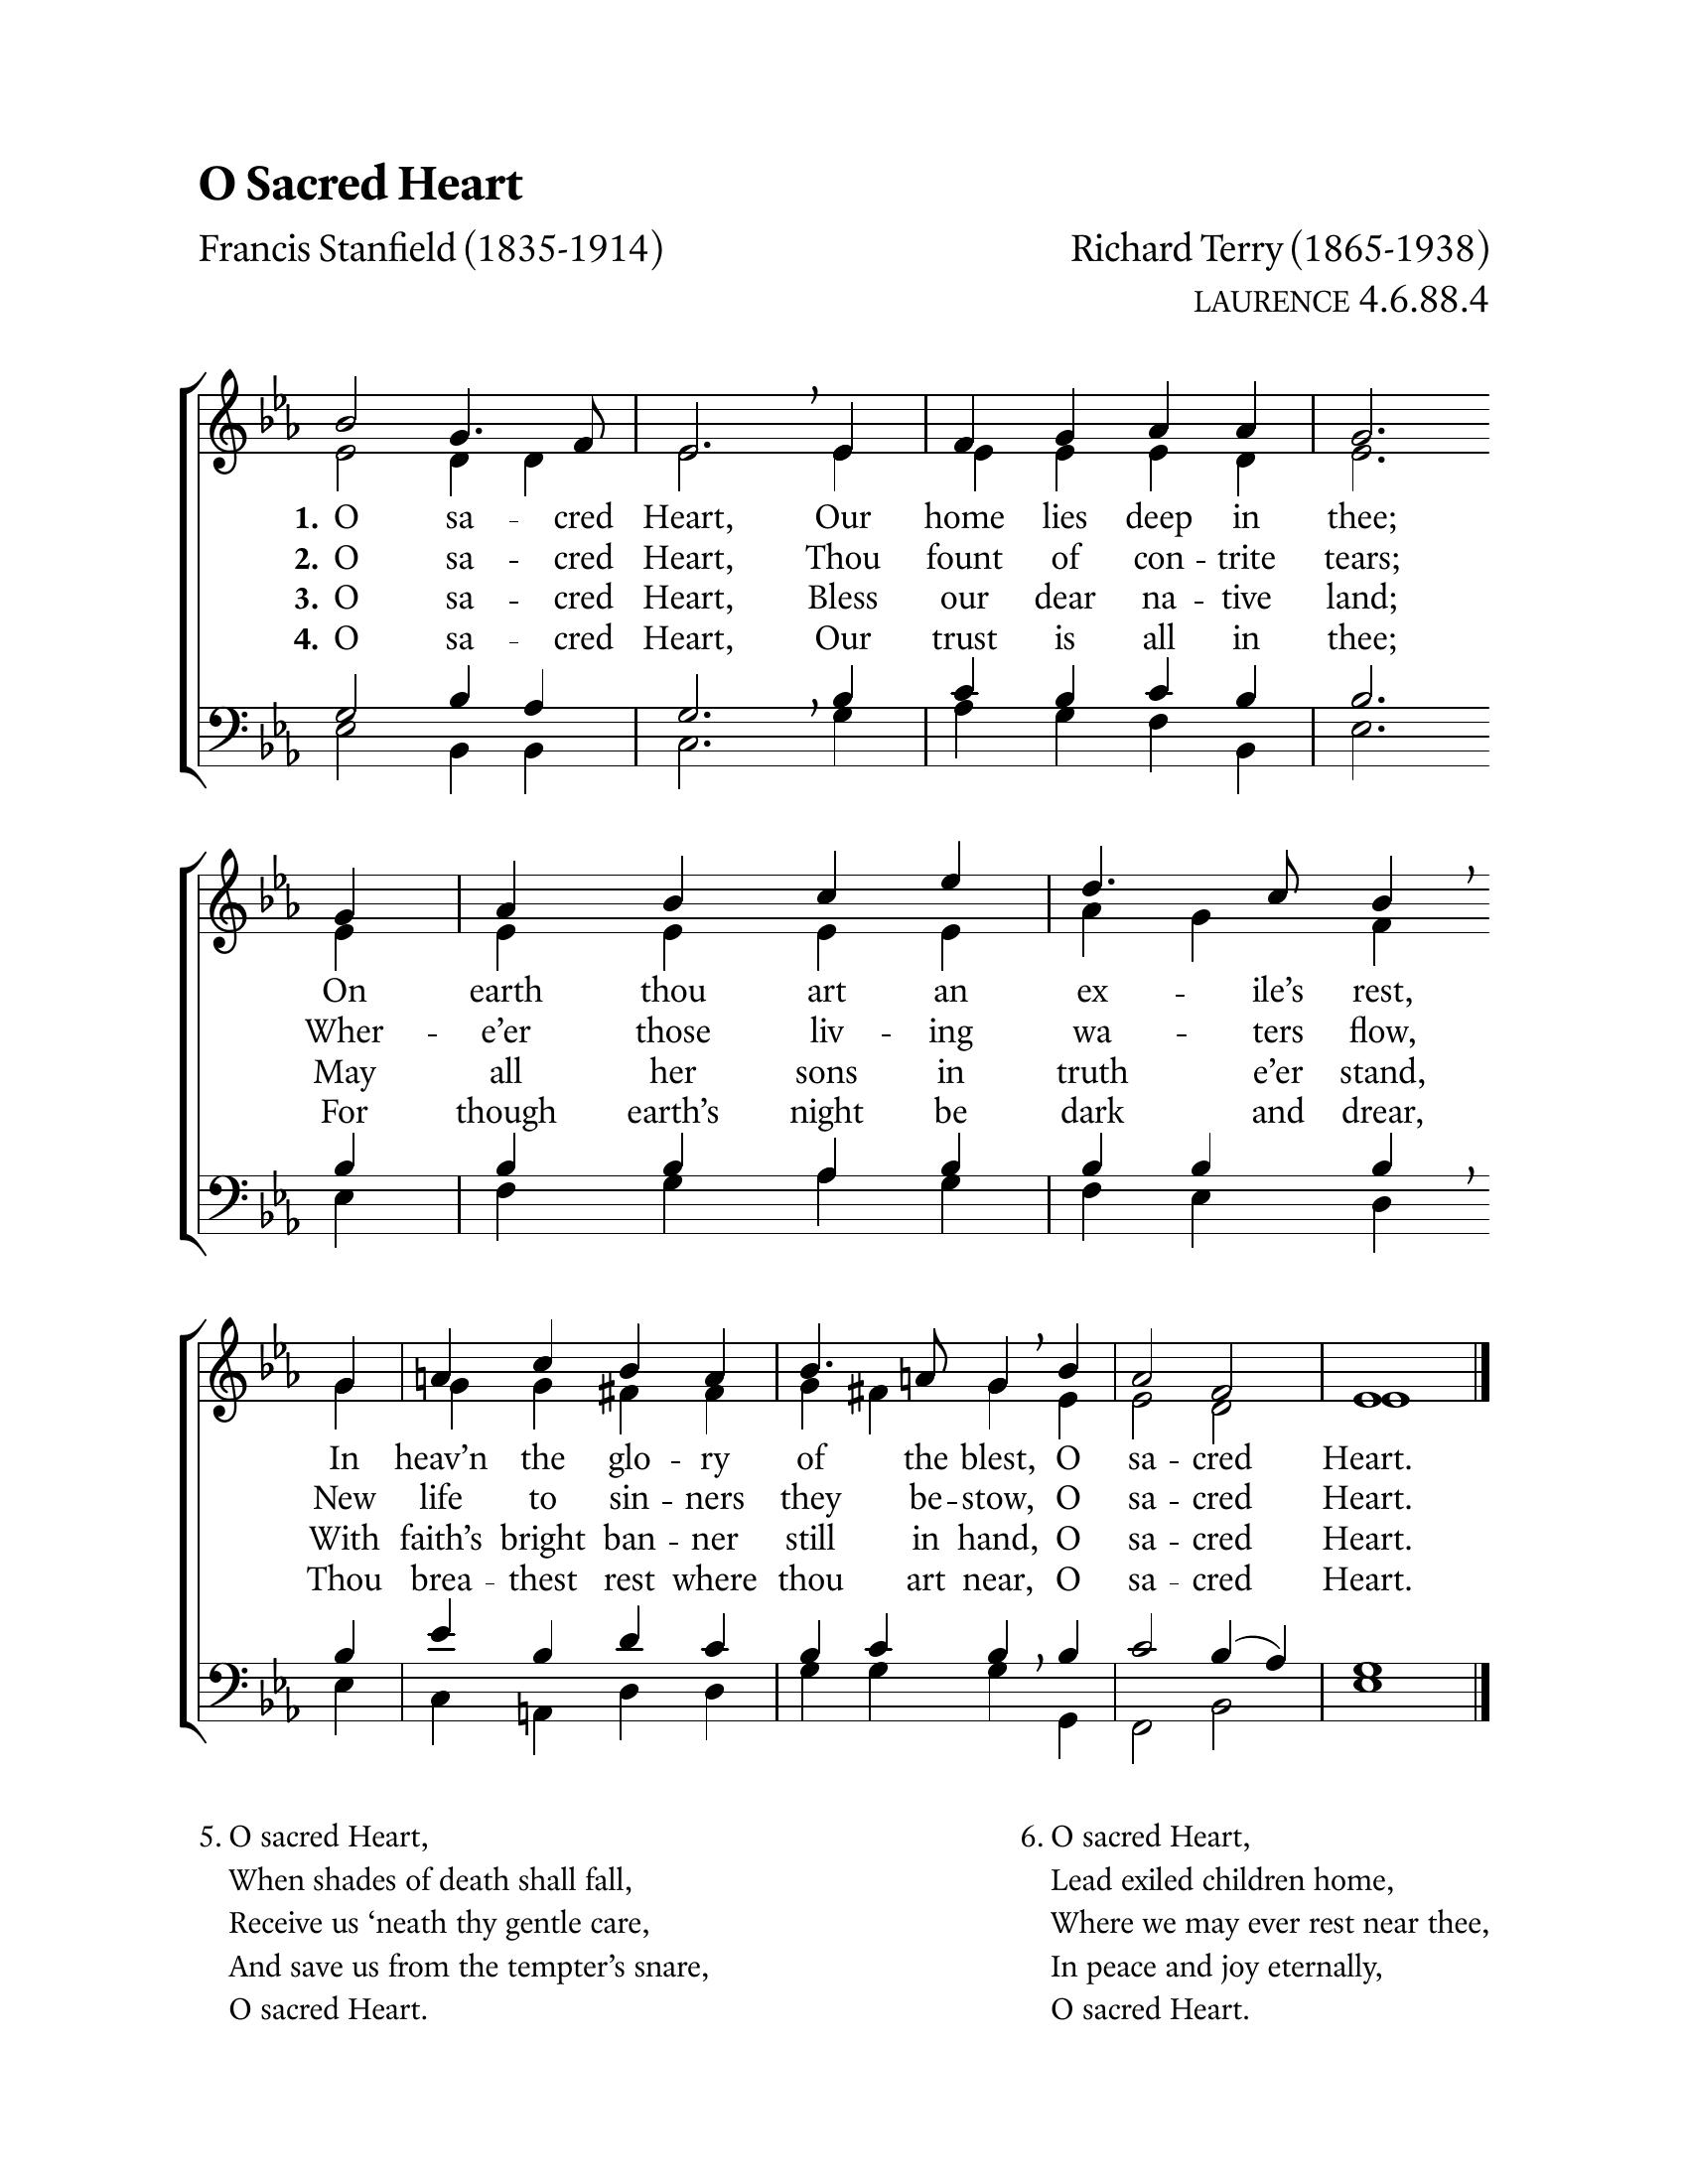 O Sacred Heart
Francis Stanfield (1835-1914)
Richard Terry (1865-1938)
LAURENCE 4.6.88.4
1. O sa - cred Heart, Our home lies deep in thee;
2. O sa - cred Heart, Thou fount of con - trite tears;
3. O sa - cred Heart, Bless our dear na - tive land;
4. O sa - cred Heart, Our trust is all in thee;
On earth thou art an ex - ile’s rest,
Wher - e’er those liv - ing wa - ters flow,
May all her sons in truth e’er stand,
For though earth’s night be dark and drear,
In heav’n the glo - ry of the blest, O sa - cred Heart.
New life to sin - ners they be - stow, O sa - cred Heart.
With faith’s bright ban - ner still in hand, O sa - cred Heart.
Thou brea - thest rest where thou art near, O sa - cred Heart.
5. O sacred Heart,
When shades of death shall fall,
Receive us ‘neath thy gentle care,
And save us from the tempter’s snare,
O sacred Heart.
6. O sacred Heart,
Lead exiled children home,
Where we may ever rest near thee,
In peace and joy eternally,
O sacred Heart.